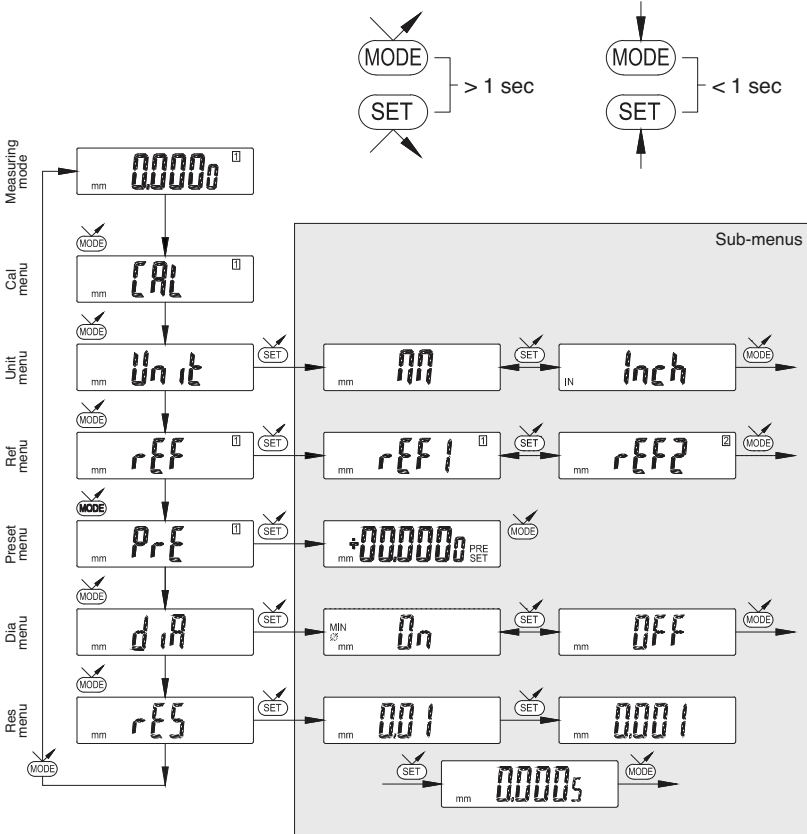 MODE
> 1 sec
SET
MODE
< 1 sec
SET
Measuring mode
0.0000
1
mm
Sub-menus
MODE
Cal menu
CAL
1
mm
MODE
Unit menu
Unit
mm
SET
MM
mm
SET
Inch
IN
MODE
MODE
Ref menu
rEF
1
mm
SET
rEF1
1
mm
SET
rEF2
2
mm
MODE
MODE
Preset menu
PrE
1
mm
SET
+00.0000
mm
PRE
SET
MODE
MODE
Dia menu
diA
mm
SET
MIN
Ø
mm
On
SET
OFF
mm
MODE
MODE
Res menu
rES
mm
SET
0.01
mm
SET
0.001
mm
MODE
SET
0.0005
mm
MODE